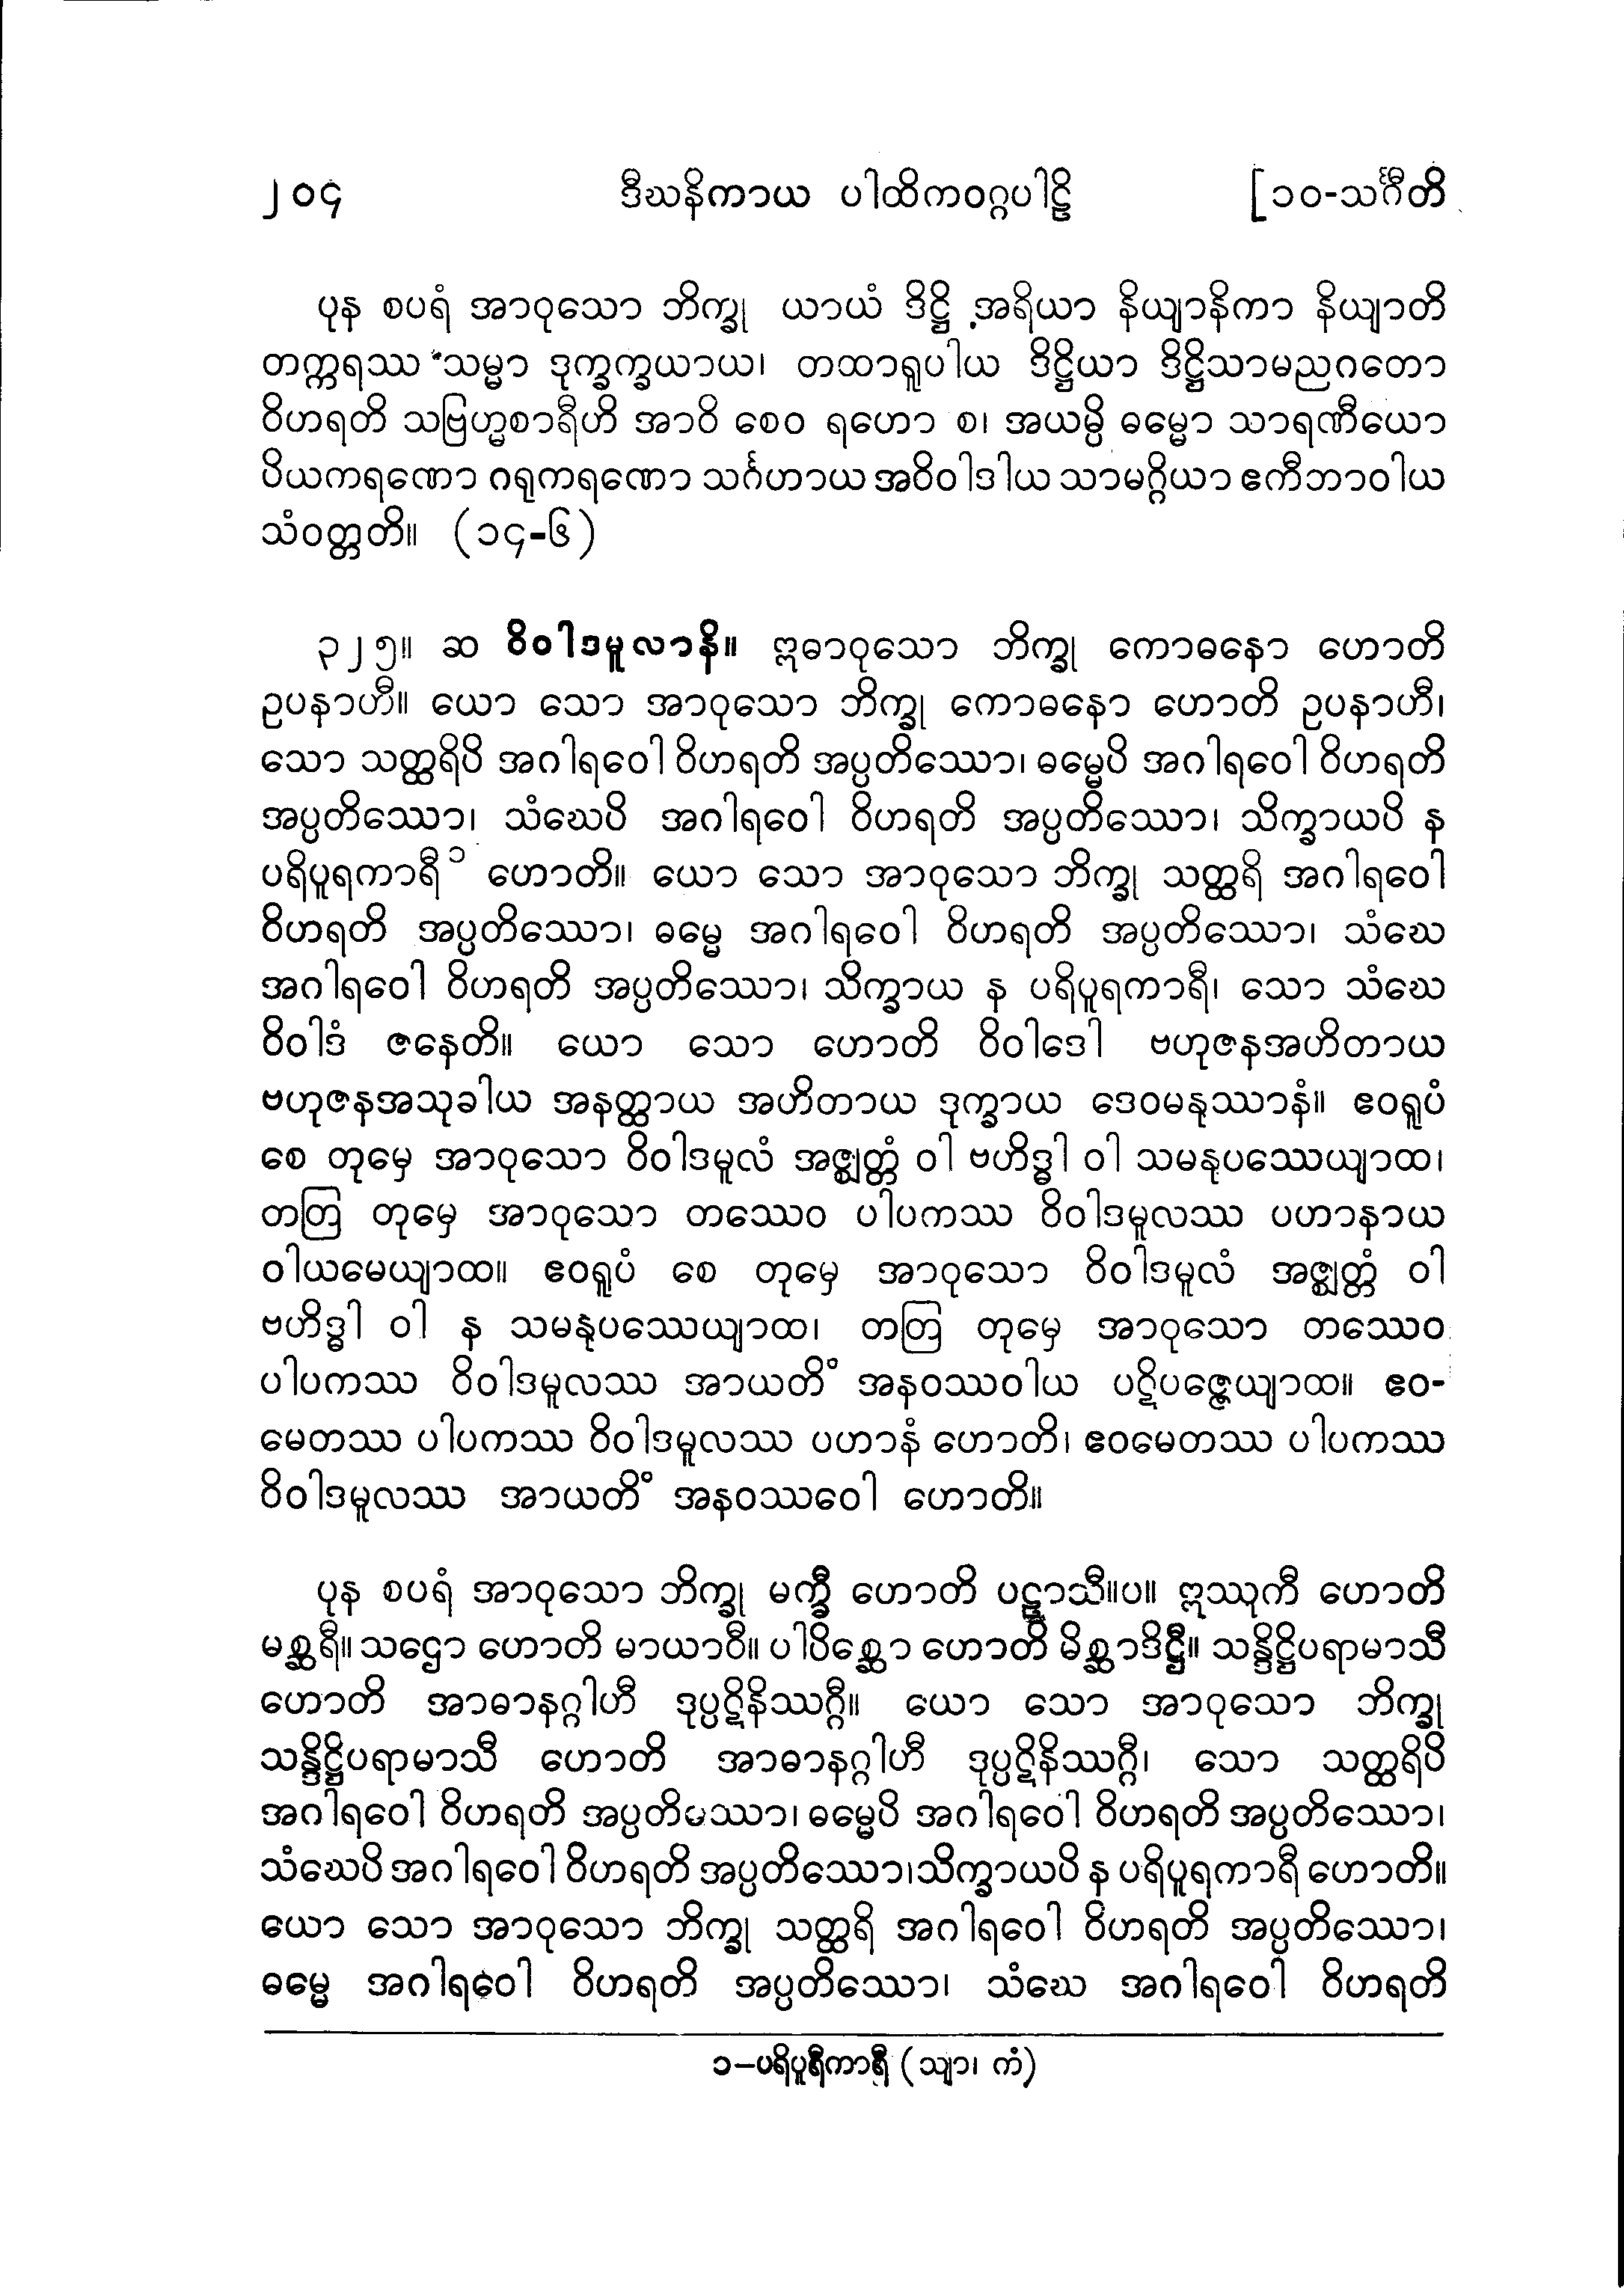 ၂၀၄ ဒီဃနိကာယ ပါထိကဝဂ္ဂပါဠိ [၁၀-သင်္ဂီတိ
ပုန စပရံ အာဝုသော ဘိက္ခု ယာယံ ဒိဋ္ဌိ အရိယာ နိယျာနိကာ နိယျာတိ
တက္ကရဿ သမ္မာ ဒုက္ခက္ခယာယ၊ တထာရူပါယ ဒိဋ္ဌိယာ ဒိဋ္ဌိသာမညဂတော
ဝိဟရတိ သဗြဟ္မစာရီဟိ အာဝိ စေဝ ရဟော စ၊ အယမ္ပိ ဓမ္မော သာရဏီယော
ပိယကရဏော ဂရုကရဏော သင်္ဂဟာယ အဝိဝါဒါယ သာမဂ္ဂိယာ ဧကီဘာဝါယ
သံဝတ္တတိ။ (၁၄-၆)
၃၂၅။ ဆ ဝိဝါဒမူလာနိ။ ဣဓာဝုသော ဘိက္ခု ကောဓနော ဟောတိ
ဥပနာဟီ။ ယော သော အာဝုသော ဘိက္ခု ကောဓနော ဟောတိ ဥပနာဟီ၊
သော သတ္ထရိပိ အဂါရဝေါ ဝိဟရတိ အပ္ပတိဿော၊ ဓမ္မေပိ အဂါရဝေါ ဝိဟရတိ
အပ္ပတိဿော၊ သံဃေပိ အဂါရဝေါ ဝိဟရတိ အပ္ပတိဿော၊ သိက္ခာယပိ န
ပရိပူရကာရီ ၁ ဟောတိ။ ယော သော အာဝုသော ဘိက္ခု သတ္ထရိ အဂါရဝေါ
ဝိဟရတိ အပ္ပတိဿော၊ ဓမ္မေ အဂါရဝေါ ဝိဟရတိ အပ္ပတိဿော၊ သံဃေ
အဂါရဝေါ ဝိဟရတိ အပ္ပတိဿော၊ သိက္ခာယ န ပရိပူရကာရီ၊ သော သံဃေ
ဝိဝါဒံ ဇနေတိ။ ယော သော ဟောတိ ဝိဝါဒေါ ဗဟုဇနအဟိတာယ
ဗဟုဇနအသုခါယ အနတ္ထာယ အဟိတာယ ဒုက္ခာယ ဒေဝမနုဿာနံ။ ဧဝရူပံ
စေ တုမှေ အာဝုသော ဝိဝါဒမူလံ အဇ္ဈတ္တံ ဝါ ဗဟိဒ္ဓါ ဝါ သမနုပဿေယျာထ၊
တတြ တုမှေ အာဝုသော တဿေဝ ပါပကဿ ဝိဝါဒမူလဿ ပဟာနာယ
ဝါယမေယျာထ။ ဧဝရူပံ စေ တုမှေ အာဝုသော ဝိဝါဒမူလံ အဇ္ဈတ္တံ ဝါ
ဗဟိဒ္ဓါ ဝါ န သမနုပဿေယျာထ၊ တတြ တုမှေ အာဝုသော တဿေဝ
ပါပကဿ ဝိဝါဒမူလဿ အာယတိံ အနဝဿဝါယ ပဋိပဇ္ဇေယျာထ။ ဧဝ-
မေတဿ ပါပကဿ ဝိဝါဒမူလဿ ပဟာနံ ဟောတိ၊ ဧဝမေတဿ ပါပကဿ
ဝိဝါဒမူလဿ အာယတိံ အနဝဿဝေါ ဟောတိ။
ပုန စပရံ အာဝုသော ဘိက္ခု မက္ခီ ဟောတိ ပဠာသီ။ပ။ ဣဿုကီ ဟောတိ
မစ္ဆရီ။ သဌော ဟောတိ မာယာဝီ။ ပါပိစ္ဆော ဟောတိ မိစ္ဆာဒိဋ္ဌီ။ သန္ဒိဋ္ဌိပရာမာသီ
ဟောတိ အာဓာနဂ္ဂါဟီ ဒုပ္ပဋိနိဿဂ္ဂီ။ ယော သော အာဝုသော ဘိက္ခု
သန္ဒိဋ္ဌိပရာမာသီ ဟောတိ အာဓာနဂ္ဂါဟီ ဒုပ္ပဋိနိဿဂ္ဂီ၊ သော သတ္ထရိပိ
အဂါရဝေါ ဝိဟရတိ အပ္ပတိဿော၊ ဓမ္မေပိ အဂါရဝေါ ဝိဟရတိ အပ္ပတိဿော၊
သံဃေပိ အဂါရဝေါ ဝိဟရတိ အပ္ပတိဿော၊သိက္ခာယပိ န ပရိပူရကာရီ ဟောတိ။
ယော သော အာဝုသော ဘိက္ခု သတ္ထရိ အဂါရဝေါ ဝိဟရတိ အပ္ပတိဿော၊
ဓမ္မေ အဂါရဝေါ ဝိဟရတိ အပ္ပတိဿော၊ သံဃေ အဂါရဝေါ ဝိဟရတိ
၁−ပရိပူရီကာရီ (သျာ၊ ကံ)